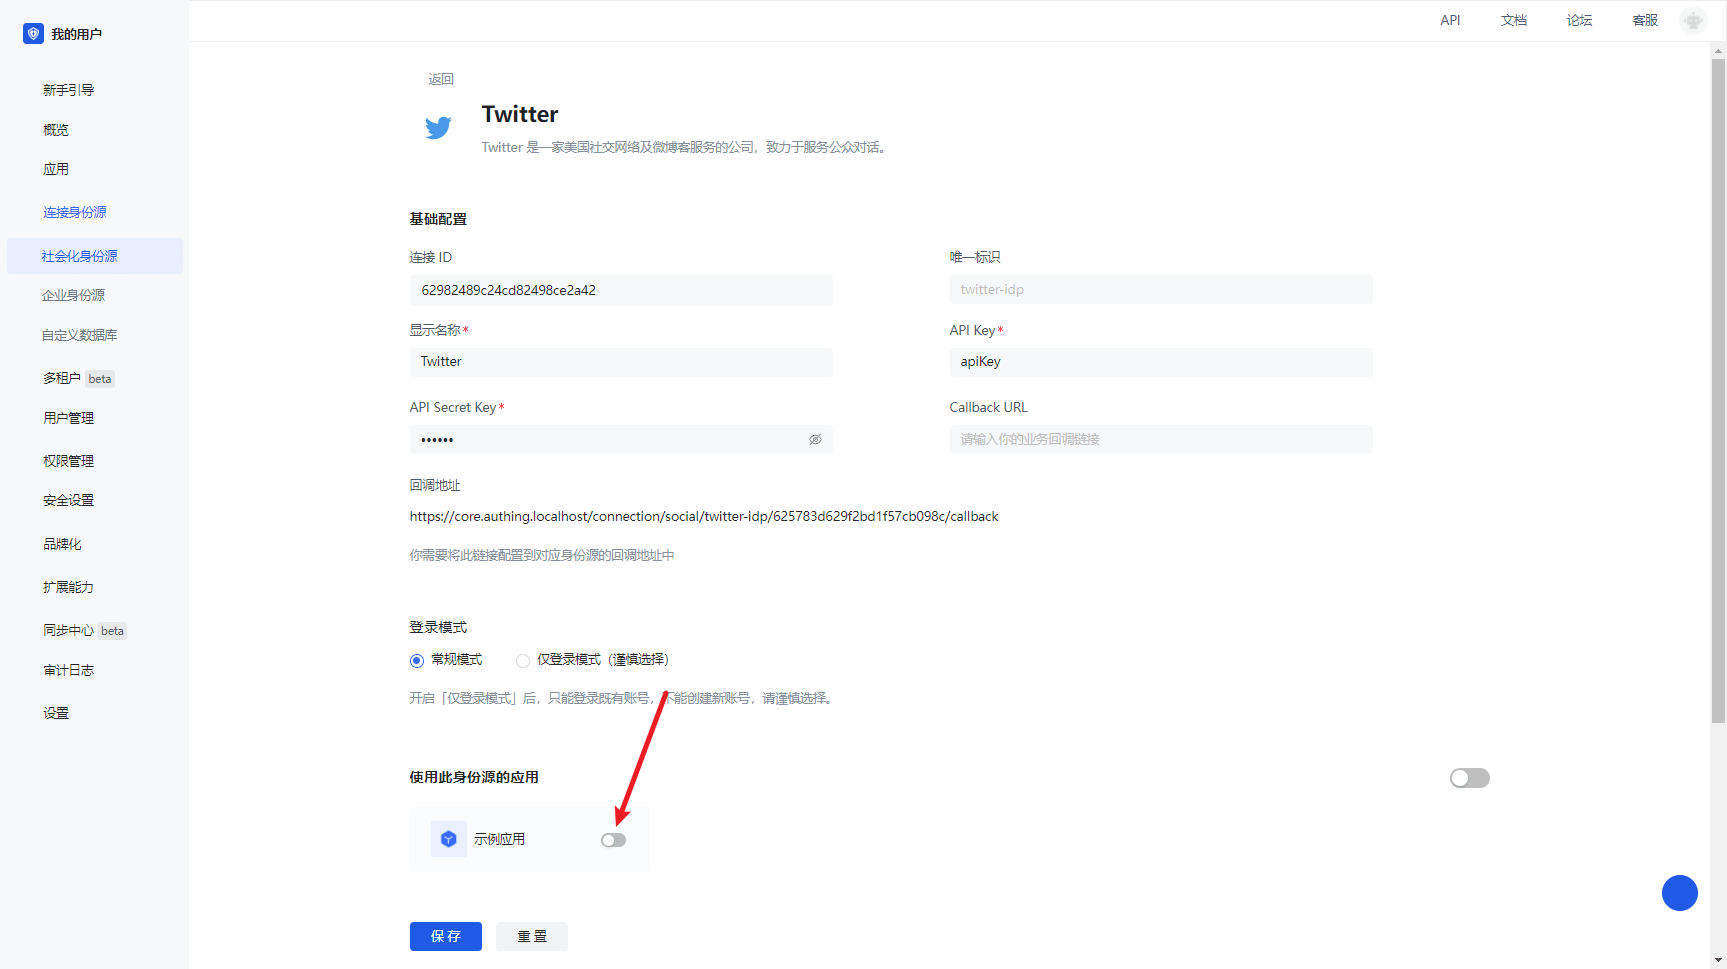 我的用户
API
文档
论坛
客服
新手引导
概览
应用
连接身份源
社会化身份源
企业身份源
自定义数据库
多租户 beta
用户管理
权限管理
安全设置
品牌化
扩展能力
同步中心 beta
审计日志
设置
返回
Twitter
Twitter 是一家美国社交网络及微博客服务的公司，致力于服务公众对话。
基础配置
连接 ID
唯一标识
62982489c24cd82498ce2a42
twitter-idp
显示名称*
API Key*
Twitter
apiKey
API Secret Key*
Callback URL
••••••
请输入你的业务回调链接
回调地址
https://core.authing.localhost/connection/social/twitter-idp/625783d629f2bd1f57cb098c/callback
你需要将此链接配置到对应身份源的回调地址中
登录模式
常规模式
仅登录模式（谨慎选择）
开启「仅登录模式」后，只能登录既有账号，不能创建新账号，请谨慎选择。
使用此身份源的应用
示例应用
保存
重置